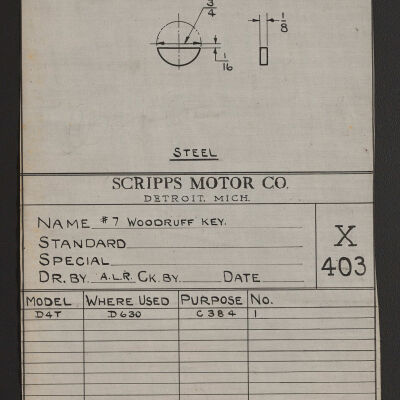 3/4
1/8
1/16
STEEL
SCRIPPS MOTOR CO.
DETROIT, MICH.
NAME #7 WOODRUFF KEY.
STANDARD
SPECIAL
DR. BY. A.L.R. CK. BY. DATE
X
403
MODEL WHERE USED PURPOSE NO.
D4T D630 C384 1